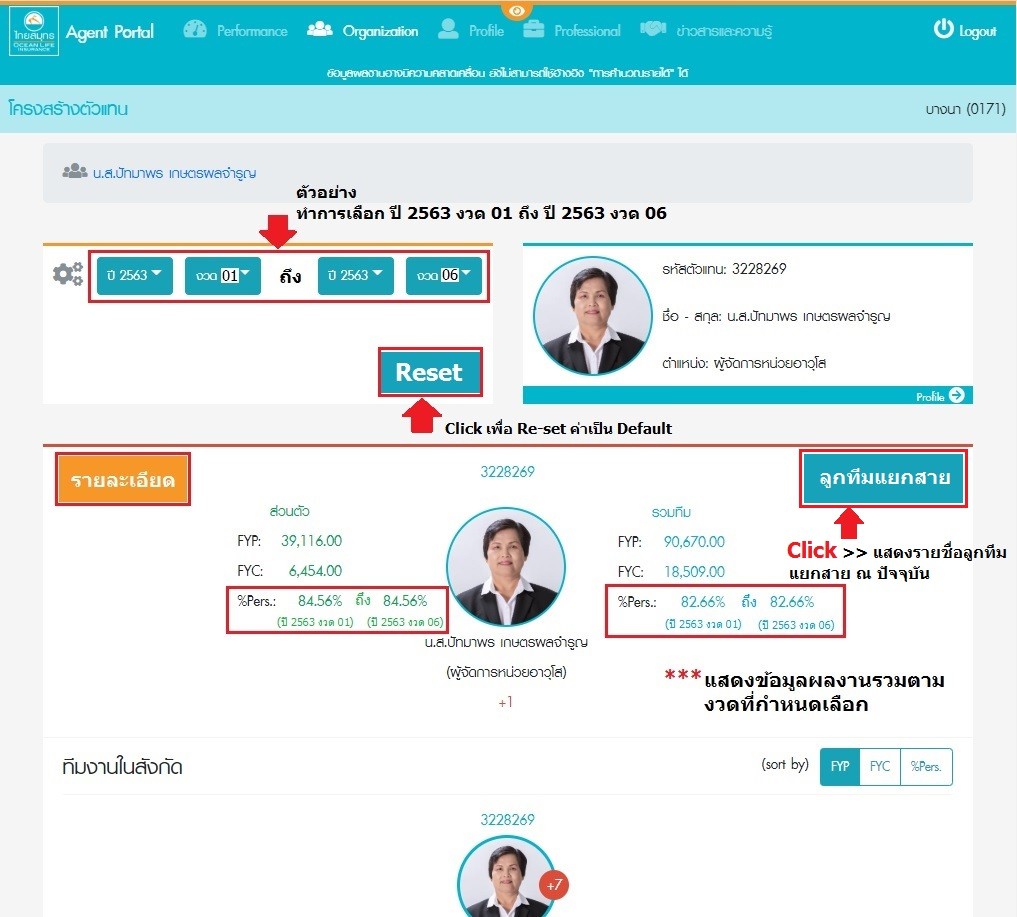 ไทยสมุทร
OCEAN LIFE
INSURANCE
Agent Portal
Performance
Organization
Profile
Professional
ข่าวสารและความรู้
Logout
ข้อมูลผลงานอาจมีความคลาดเคลื่อน ยังไม่สามารถใช้อ้างอิง "การคำนวณรายได้" ได้
โครงสร้างตัวแทน
บางนา (0171)
น.ส.ปัทมาพร เกษตรพลจำรูญ
ตัวอย่าง
ทำการเลือก ปี 2563 งวด 01 ถึง ปี 2563 งวด 06
ปี 2563
งวด 01
ถึง
ปี 2563
งวด 06
รหัสตัวแทน: 3228269
ชื่อ - สกุล: น.ส.ปัทมาพร เกษตรพลจำรูญ
ตำแหน่ง: ผู้จัดการหน่วยอาวุโส
Profile
Reset
Click เพื่อ Re-set ค่าเป็น Default
รายละเอียด
3228269
ลูกทีมแยกสาย
Click >> แสดงรายชื่อลูกทีม
แยกสาย ณ ปัจจุบัน
ส่วนตัว
FYP: 39,116.00
FYC: 6,454.00
%Pers.: 84.56% ถึง 84.56%
(ปี 2563 งวด 01) (ปี 2563 งวด 06)
รวมทีม
FYP: 90,670.00
FYC: 18,509.00
%Pers.: 82.66% ถึง 82.66%
(ปี 2563 งวด 01) (ปี 2563 งวด 06)
น.ส.ปัทมาพร เกษตรพลจำรูญ
(ผู้จัดการหน่วยอาวุโส)
+1
***แสดงข้อมูลผลงานรวมตาม
งวดที่กำหนดเลือก
ทีมงานในสังกัด
(sort by)
FYP
FYC
%Pers.
3228269
+7